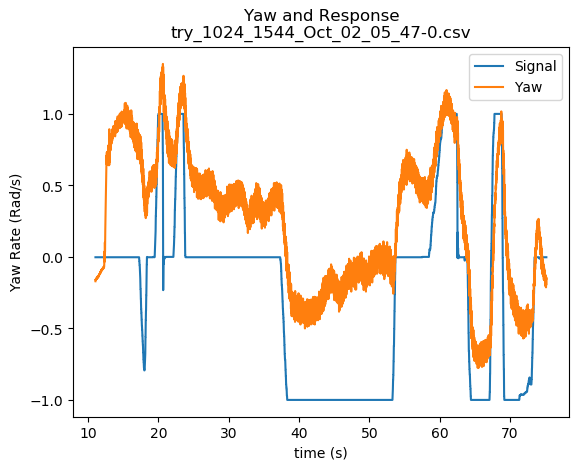 Yaw and Response
try_1024_1544_Oct_02_05_47-0.csv
Signal
Yaw
Yaw Rate (Rad/s)
1.0
0.5
0.0
−0.5
−1.0
10 20 30 40 50 60 70
time (s)